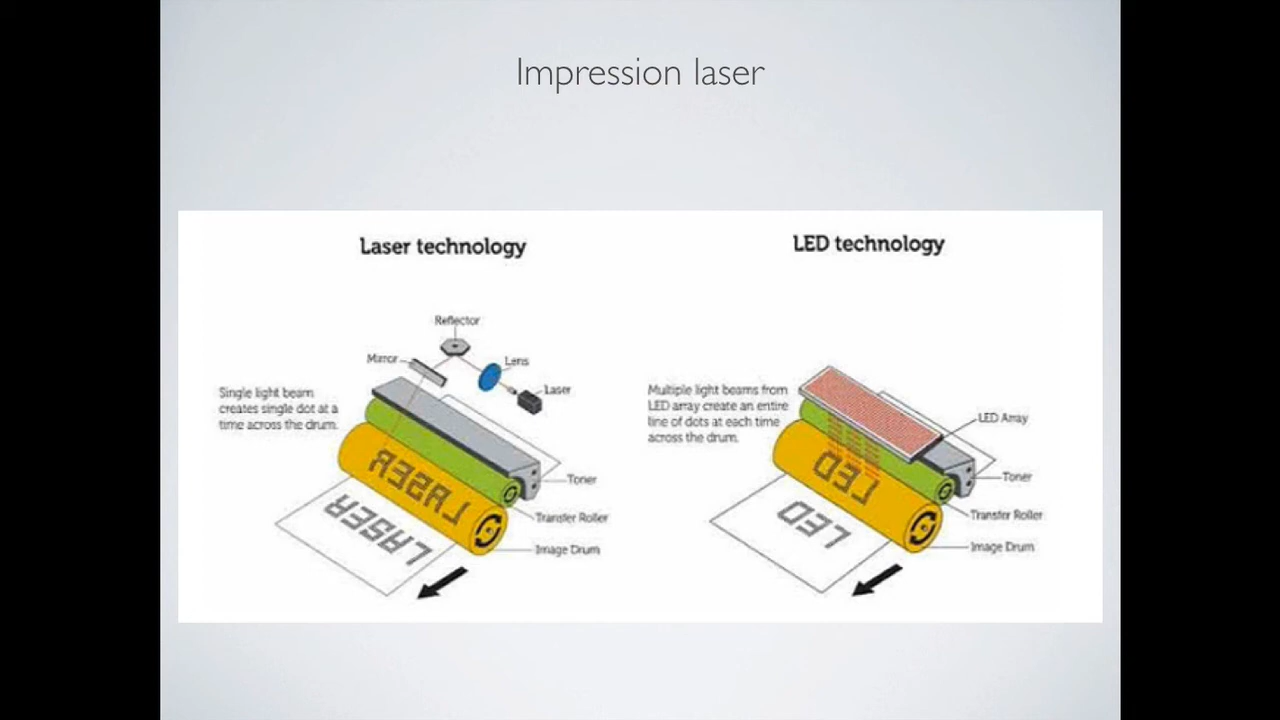 Impression laser
Laser technology
Reflector
Mirror
Lens
Laser
Single light beam
creates single dot at a
time across the drum.
LASER
LASER
Toner
Transfer Roller
Image Drum
LED technology
Multiple light beams from
LED array create an entire
line of dots at each time
across the drum.
LED Array
LED
LED
Toner
Transfer Roller
Image Drum